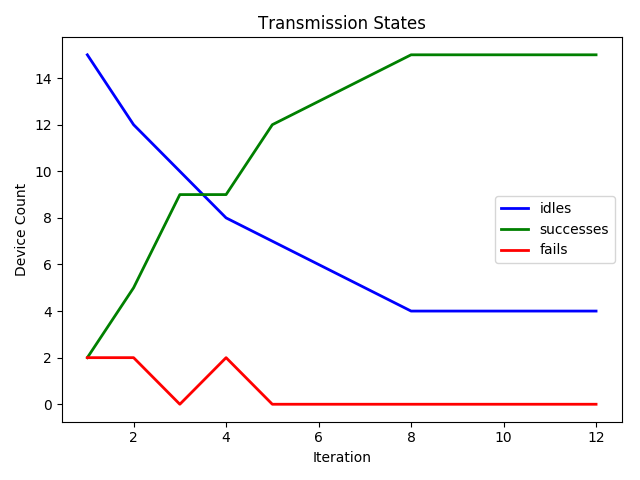 Transmission States
Device Count
14
12
10
8
6
4
2
0
idles
successes
fails
2 4 6 8 10 12
Iteration